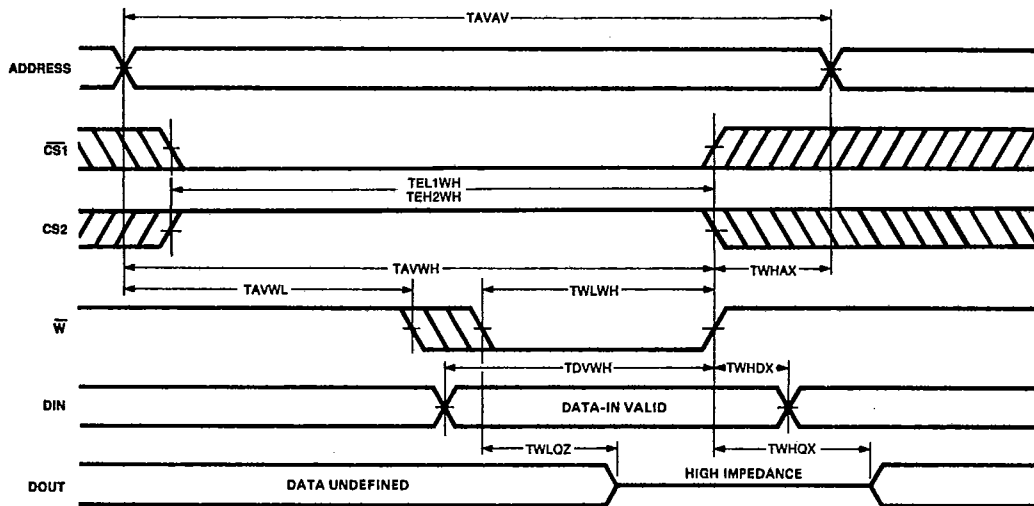 TAVAV
ADDRESS
CS1
TEL1WH
TEH2WH
CS2
TAVWH
TWHAX
TAVWL
TWLWH
W
TDVWH
TWHDX
DIN
DATA-IN VALID
TWLQZ
TWHQX
DOUT
DATA UNDEFINED
HIGH IMPEDANCE